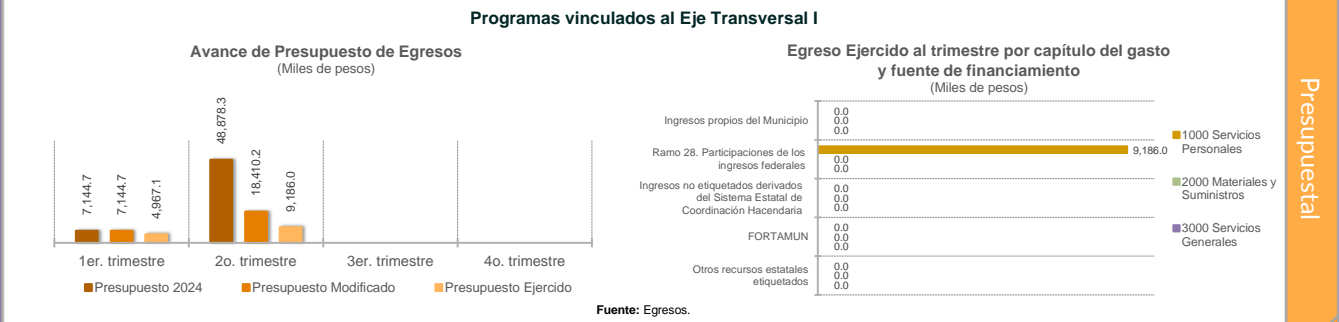 Programas vinculados al Eje Transversal I
Avance de Presupuesto de Egresos
(Miles de pesos)
7,144.7
7,144.7
4,967.1
48,878.3
18,410.2
9,186.0
1er. trimestre
2o. trimestre
3er. trimestre
4o. trimestre
Presupuesto 2024
Presupuesto Modificado
Presupuesto Ejercido
Egreso Ejercido al trimestre por capítulo del gasto
y fuente de financiamiento
(Miles de pesos)
Ingresos propios del Municipio
0.0
0.0
0.0
Ramo 28. Participaciones de los
ingresos federales
9,186.0
0.0
0.0
Ingresos no etiquetados derivados
del Sistema Estatal de
Coordinación Hacendaria
0.0
0.0
0.0
FORTAMUN
0.0
0.0
0.0
Otros recursos estatales
etiquetados
0.0
0.0
0.0
1000 Servicios
Personales
2000 Materiales y
Suministros
3000 Servicios
Generales
Fuente: Egresos.
Presupuestal